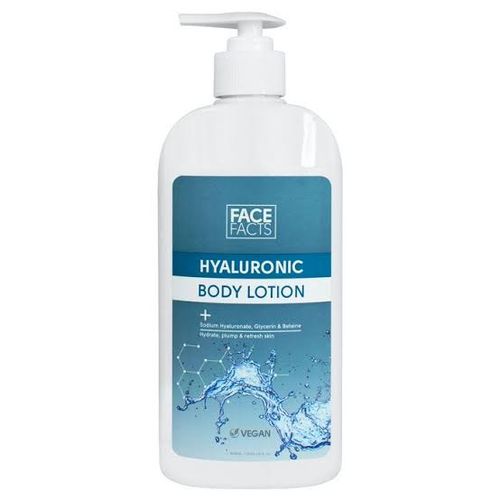 FACE
FACTS
HYALURONIC
BODY LOTION
+
Sodium Hyaluronate, Glycerin & Betaine
Hydrate, plump & refresh skin
VEGAN